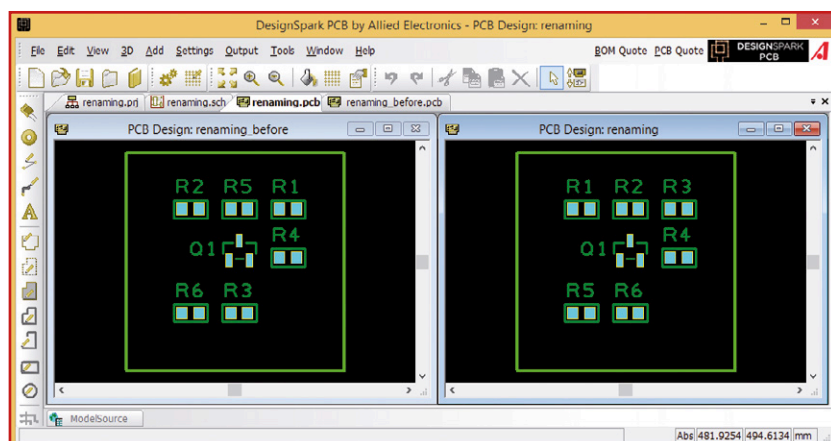 DesignSpark PCB by Allied Electronics - PCB Design: renaming
File Edit View 3D Add Settings Output Tools Window Help
BOM Quote PCB Quote DESIGNSPARK PCB
renaming.prj renaming.sch renaming.pcb renaming_before.pcb
PCB Design: renaming_before
R2 R5 R1
Q1 R4
R6 R3
PCB Design: renaming
R1 R2 R3
Q1 R4
R5 R6
ModelSource
Abs 481.9254 494.6134 mm